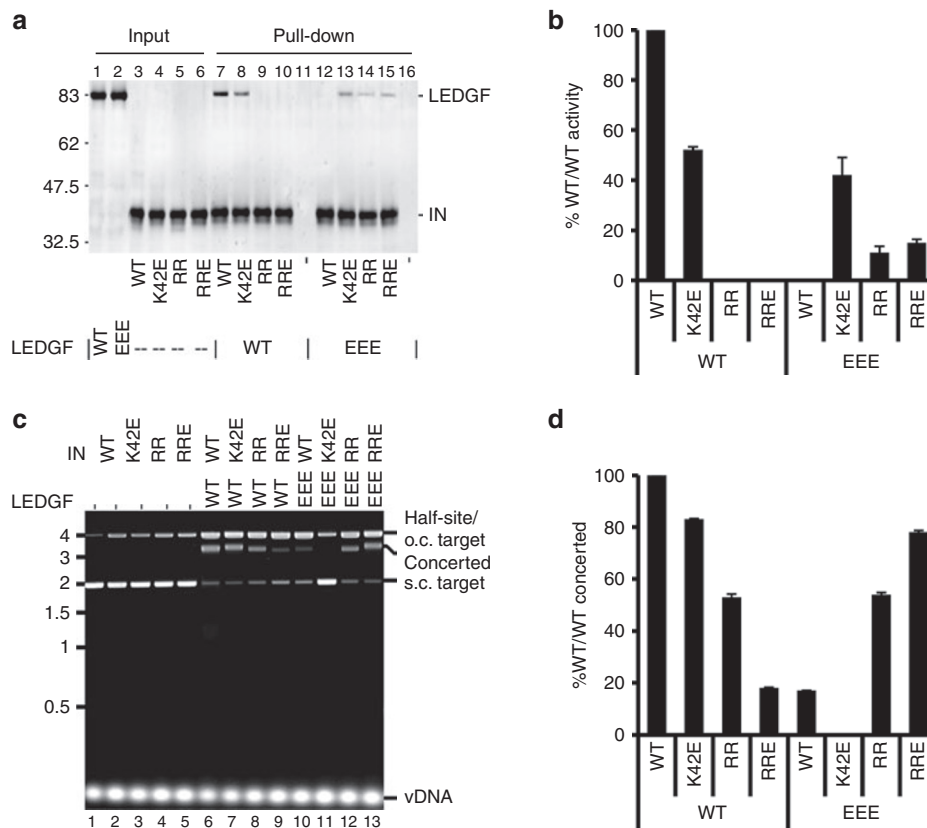 a
Input Pull-down
1 2 3 4 5 6 7 8 9 10 11 12 13 14 15 16
83 LEDGF
62
47.5
IN
32.5
WT K42E RR RRE WT K42E RR RRE WT K42E RR RRE
LEDGF WT EEE -- -- -- -- WT EEE
b
% WT/WT activity
100
80
60
40
20
0
WT K42E RR RRE WT K42E RR RRE
WT EEE
c
IN WT K42E RR RRE WT K42E RR RRE WT K42E RR RRE
LEDGF - - - - - WT WT WT WT EEE EEE EEE EEE
4 Half-site/
o.c. target
3 Concerted
2 s.c. target
1.5
1
0.5
vDNA
1 2 3 4 5 6 7 8 9 10 11 12 13
d
%WT/WT concerted
100
80
60
40
20
0
WT K42E RR RRE WT K42E RR RRE
WT EEE